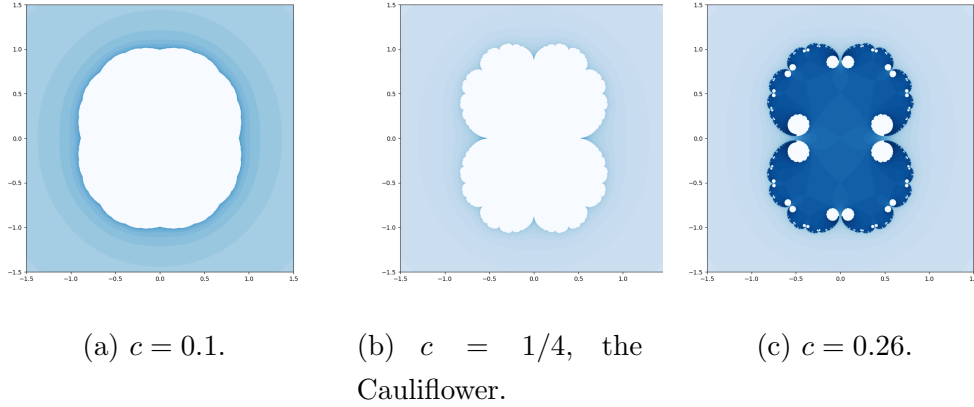 1.5 1.5 1.5
1.0 1.0 1.0
0.5 0.5 0.5
0.0 0.0 0.0
−0.5 −0.5 −0.5
−1.0 −1.0 −1.0
−1.5 −1.5 −1.5
−1.5 −1.0 −0.5 0.0 0.5 1.0 1.5 −1.5 −1.0 −0.5 0.0 0.5 1.0 −1.5 −1.0 −0.5 0.0 0.5 1.0 1.5
(a) c = 0.1. (b) c = 1/4, the (c) c = 0.26.
Cauliflower.